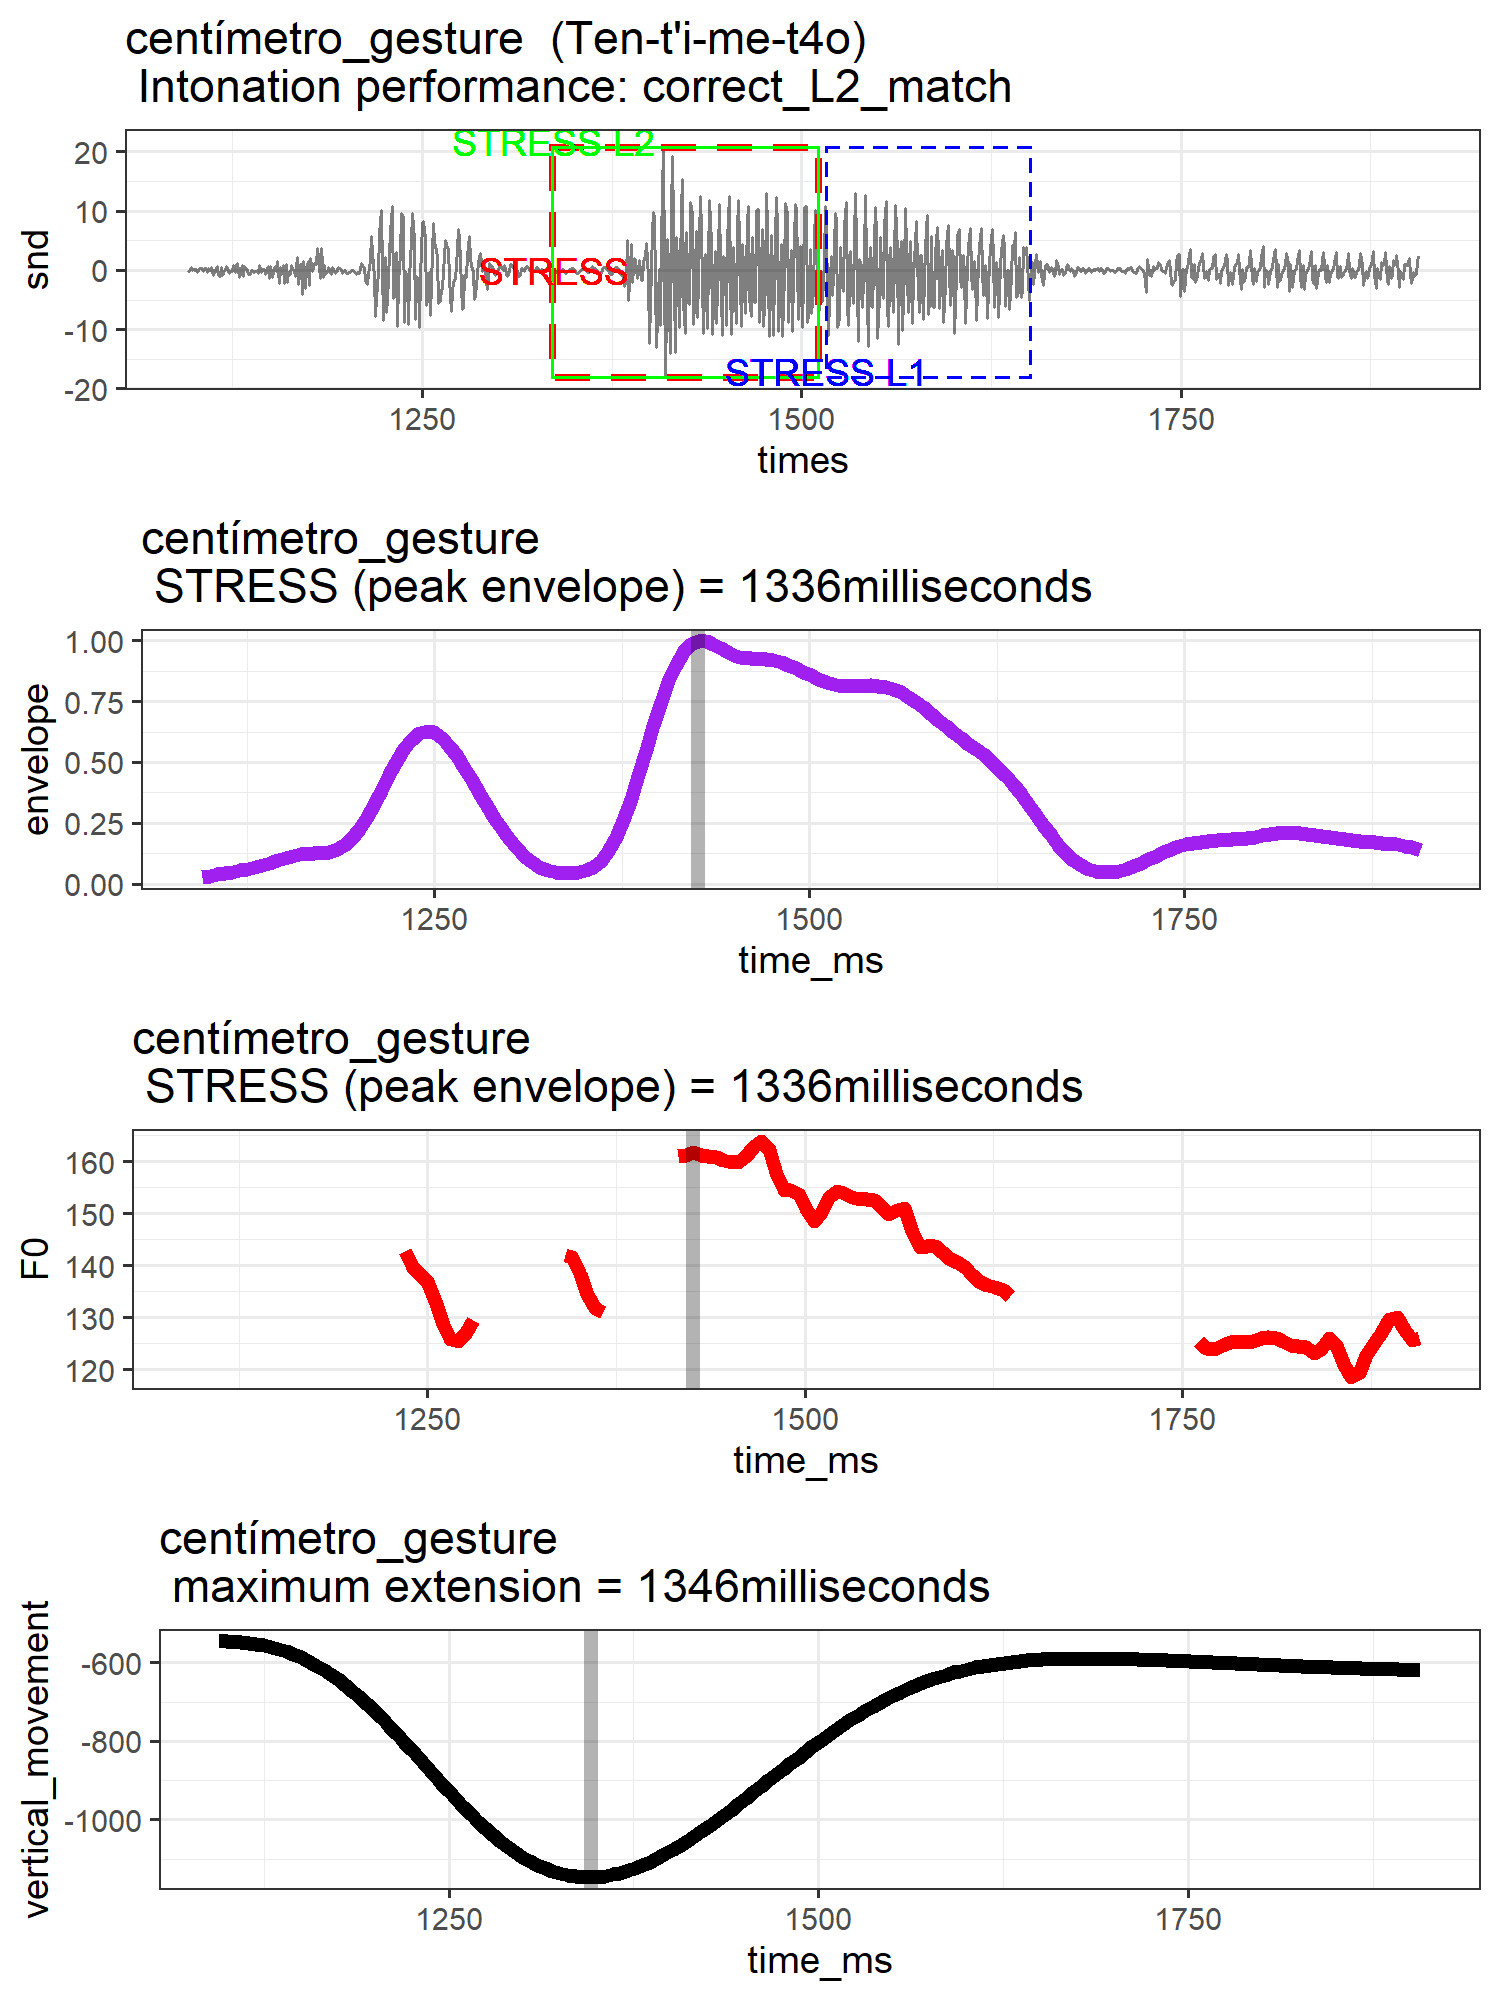 centímetro_gesture  (Ten-t'i-me-t4o)
Intonation performance: correct_L2_match
STRESS L2
20
10
0
-10
-20
snd
STRESS
STRESS L1
1250 1500 1750
times
centímetro_gesture
STRESS (peak envelope) = 1336milliseconds
1.00
0.75
0.50
0.25
0.00
envelope
1250 1500 1750
time_ms
centímetro_gesture
STRESS (peak envelope) = 1336milliseconds
160
150
140
130
120
F0
1250 1500 1750
time_ms
centímetro_gesture
maximum extension = 1346milliseconds
-600
-800
-1000
vertical_movement
1250 1500 1750
time_ms